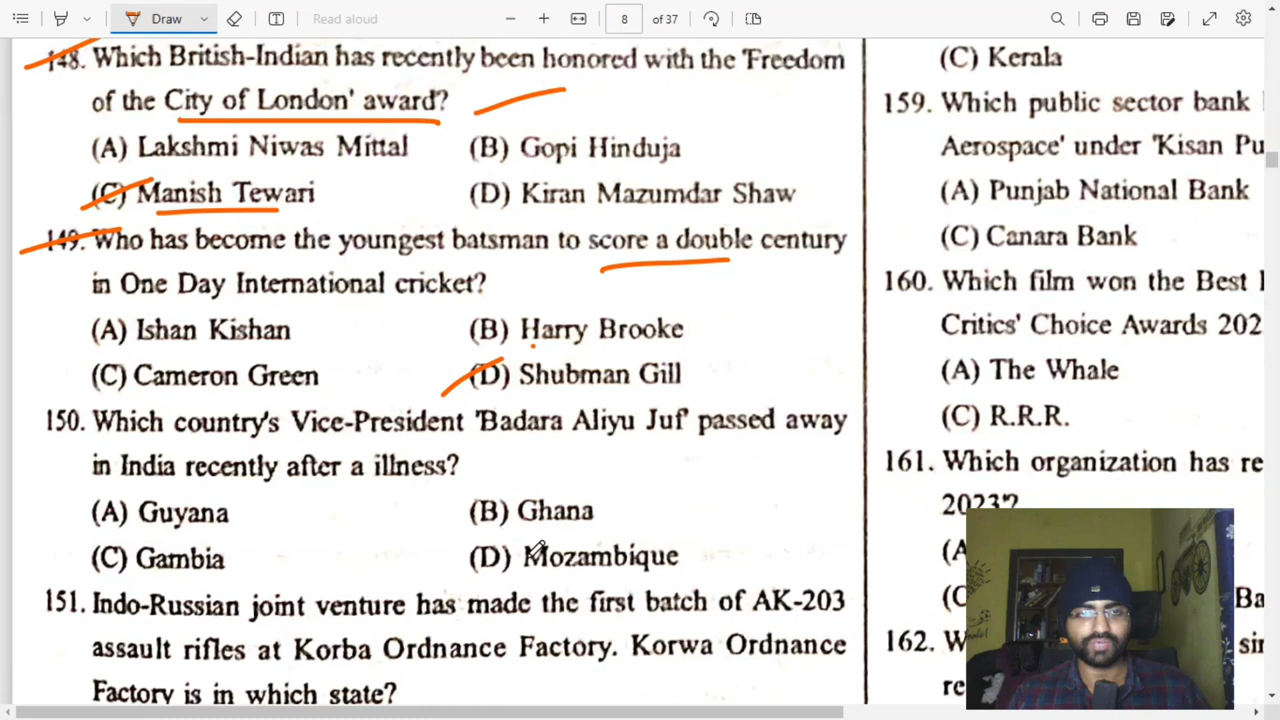 Draw
Read aloud
8 of 37
148. Which British-Indian has recently been honored with the 'Freedom
of the City of London' award?
(A) Lakshmi Niwas Mittal (B) Gopi Hinduja
(C) Manish Tewari (D) Kiran Mazumdar Shaw
149. Who has become the youngest batsman to score a double century
in One Day International cricket?
(A) Ishan Kishan (B) Harry Brooke
(C) Cameron Green (D) Shubman Gill
150. Which country's Vice-President 'Badara Aliyu Juf' passed away
in India recently after a illness?
(A) Guyana (B) Ghana
(C) Gambia (D) Mozambique
151. Indo-Russian joint venture has made the first batch of AK-203
assault rifles at Korba Ordnance Factory. Korwa Ordnance
Factory is in which state?
(C) Kerala
159. Which public sector bank
Aerospace' under 'Kisan Pu
(A) Punjab National Bank
(C) Canara Bank
160. Which film won the Best
Critics' Choice Awards 202
(A) The Whale
(C) R.R.R.
161. Which organization has re
2023'?
(A
(C Ba
162. W sin
re